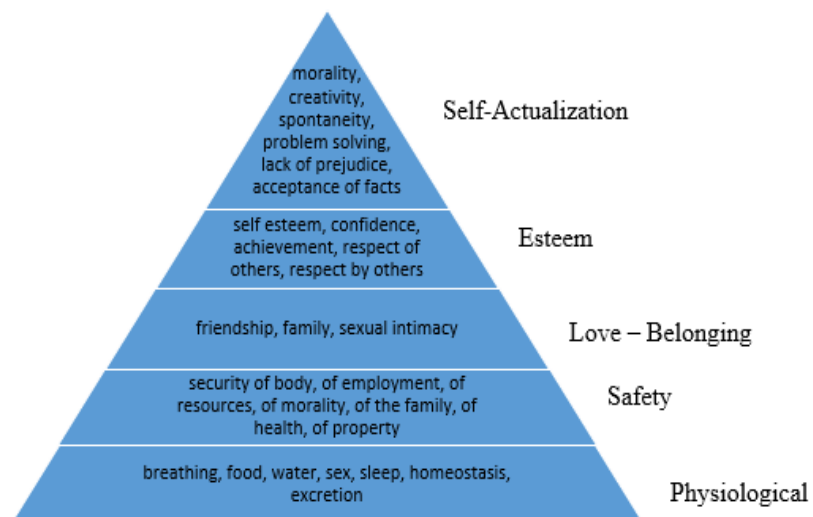 morality,
creativity,
spontaneity,
problem solving,
lack of prejudice,
acceptance of facts
Self-Actualization
self esteem, confidence,
achievement, respect of
others, respect by others
Esteem
friendship, family, sexual intimacy
Love – Belonging
security of body, of employment, of
resources, of morality, of the family, of
health, of property
Safety
breathing, food, water, sex, sleep, homeostasis,
excretion
Physiological